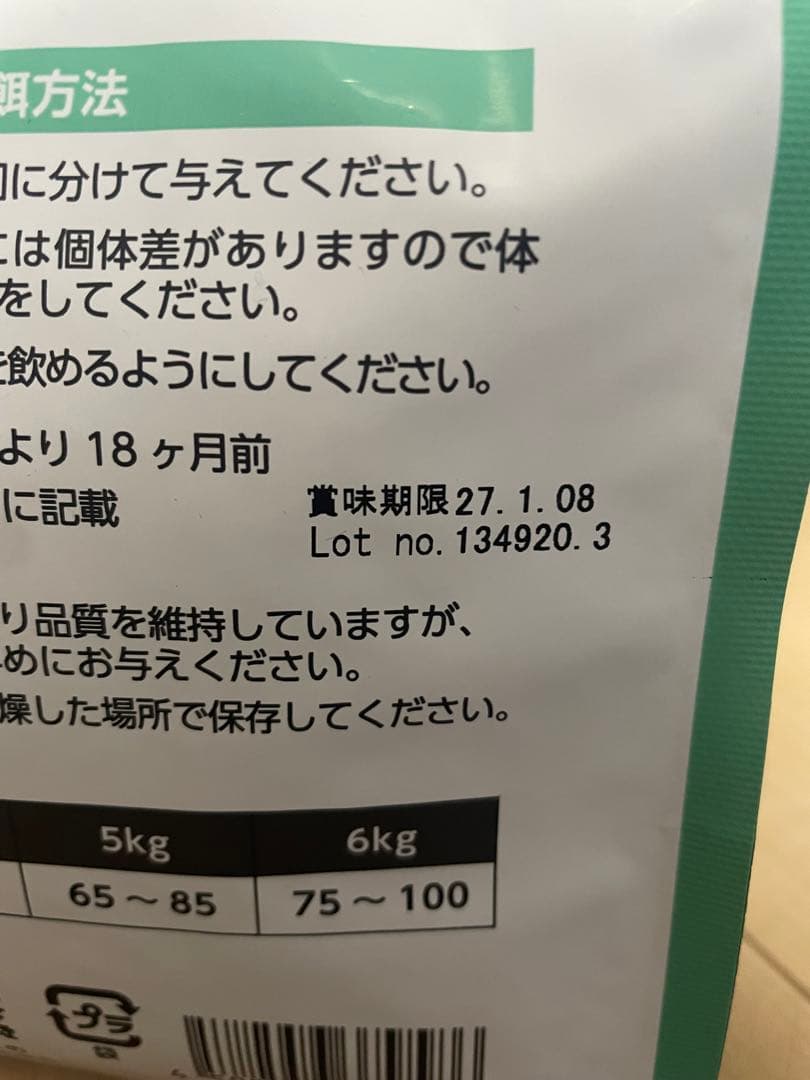 餌方法
に分けて与えてください。
は個体差がありますので体
をしてください。
を飲めるようにしてください。
より 18 ヶ月前
に記載
賞味期限27.1.08
Lot no.134920.3
り品質を維持していますが、
めにお与えください。
燥した場所で保存してください。
5kg 6kg
65～85 75～100
プラ
袋